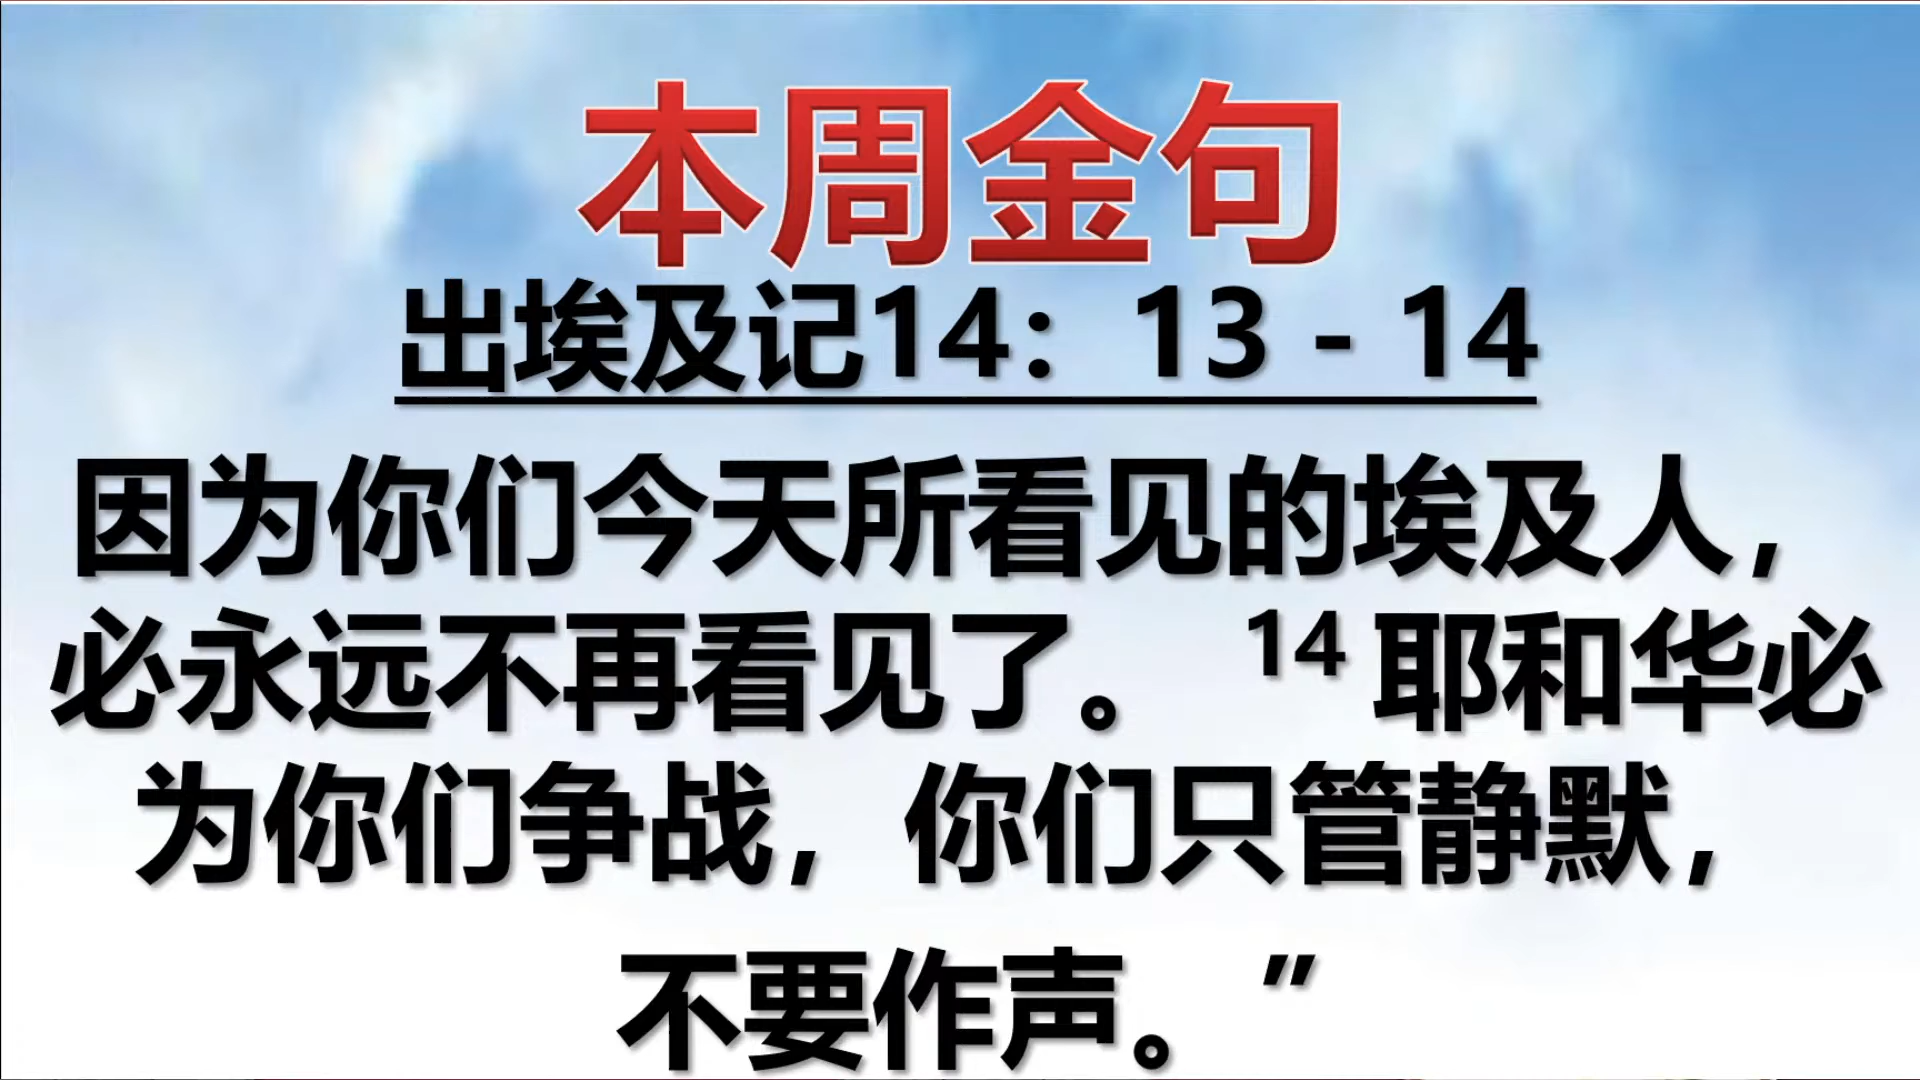 本周金句
出埃及记14：13 - 14
因为你们今天所看见的埃及人，
必永远不再看见了。 14 耶和华必
为你们争战，你们只管静默，
不要作声。”